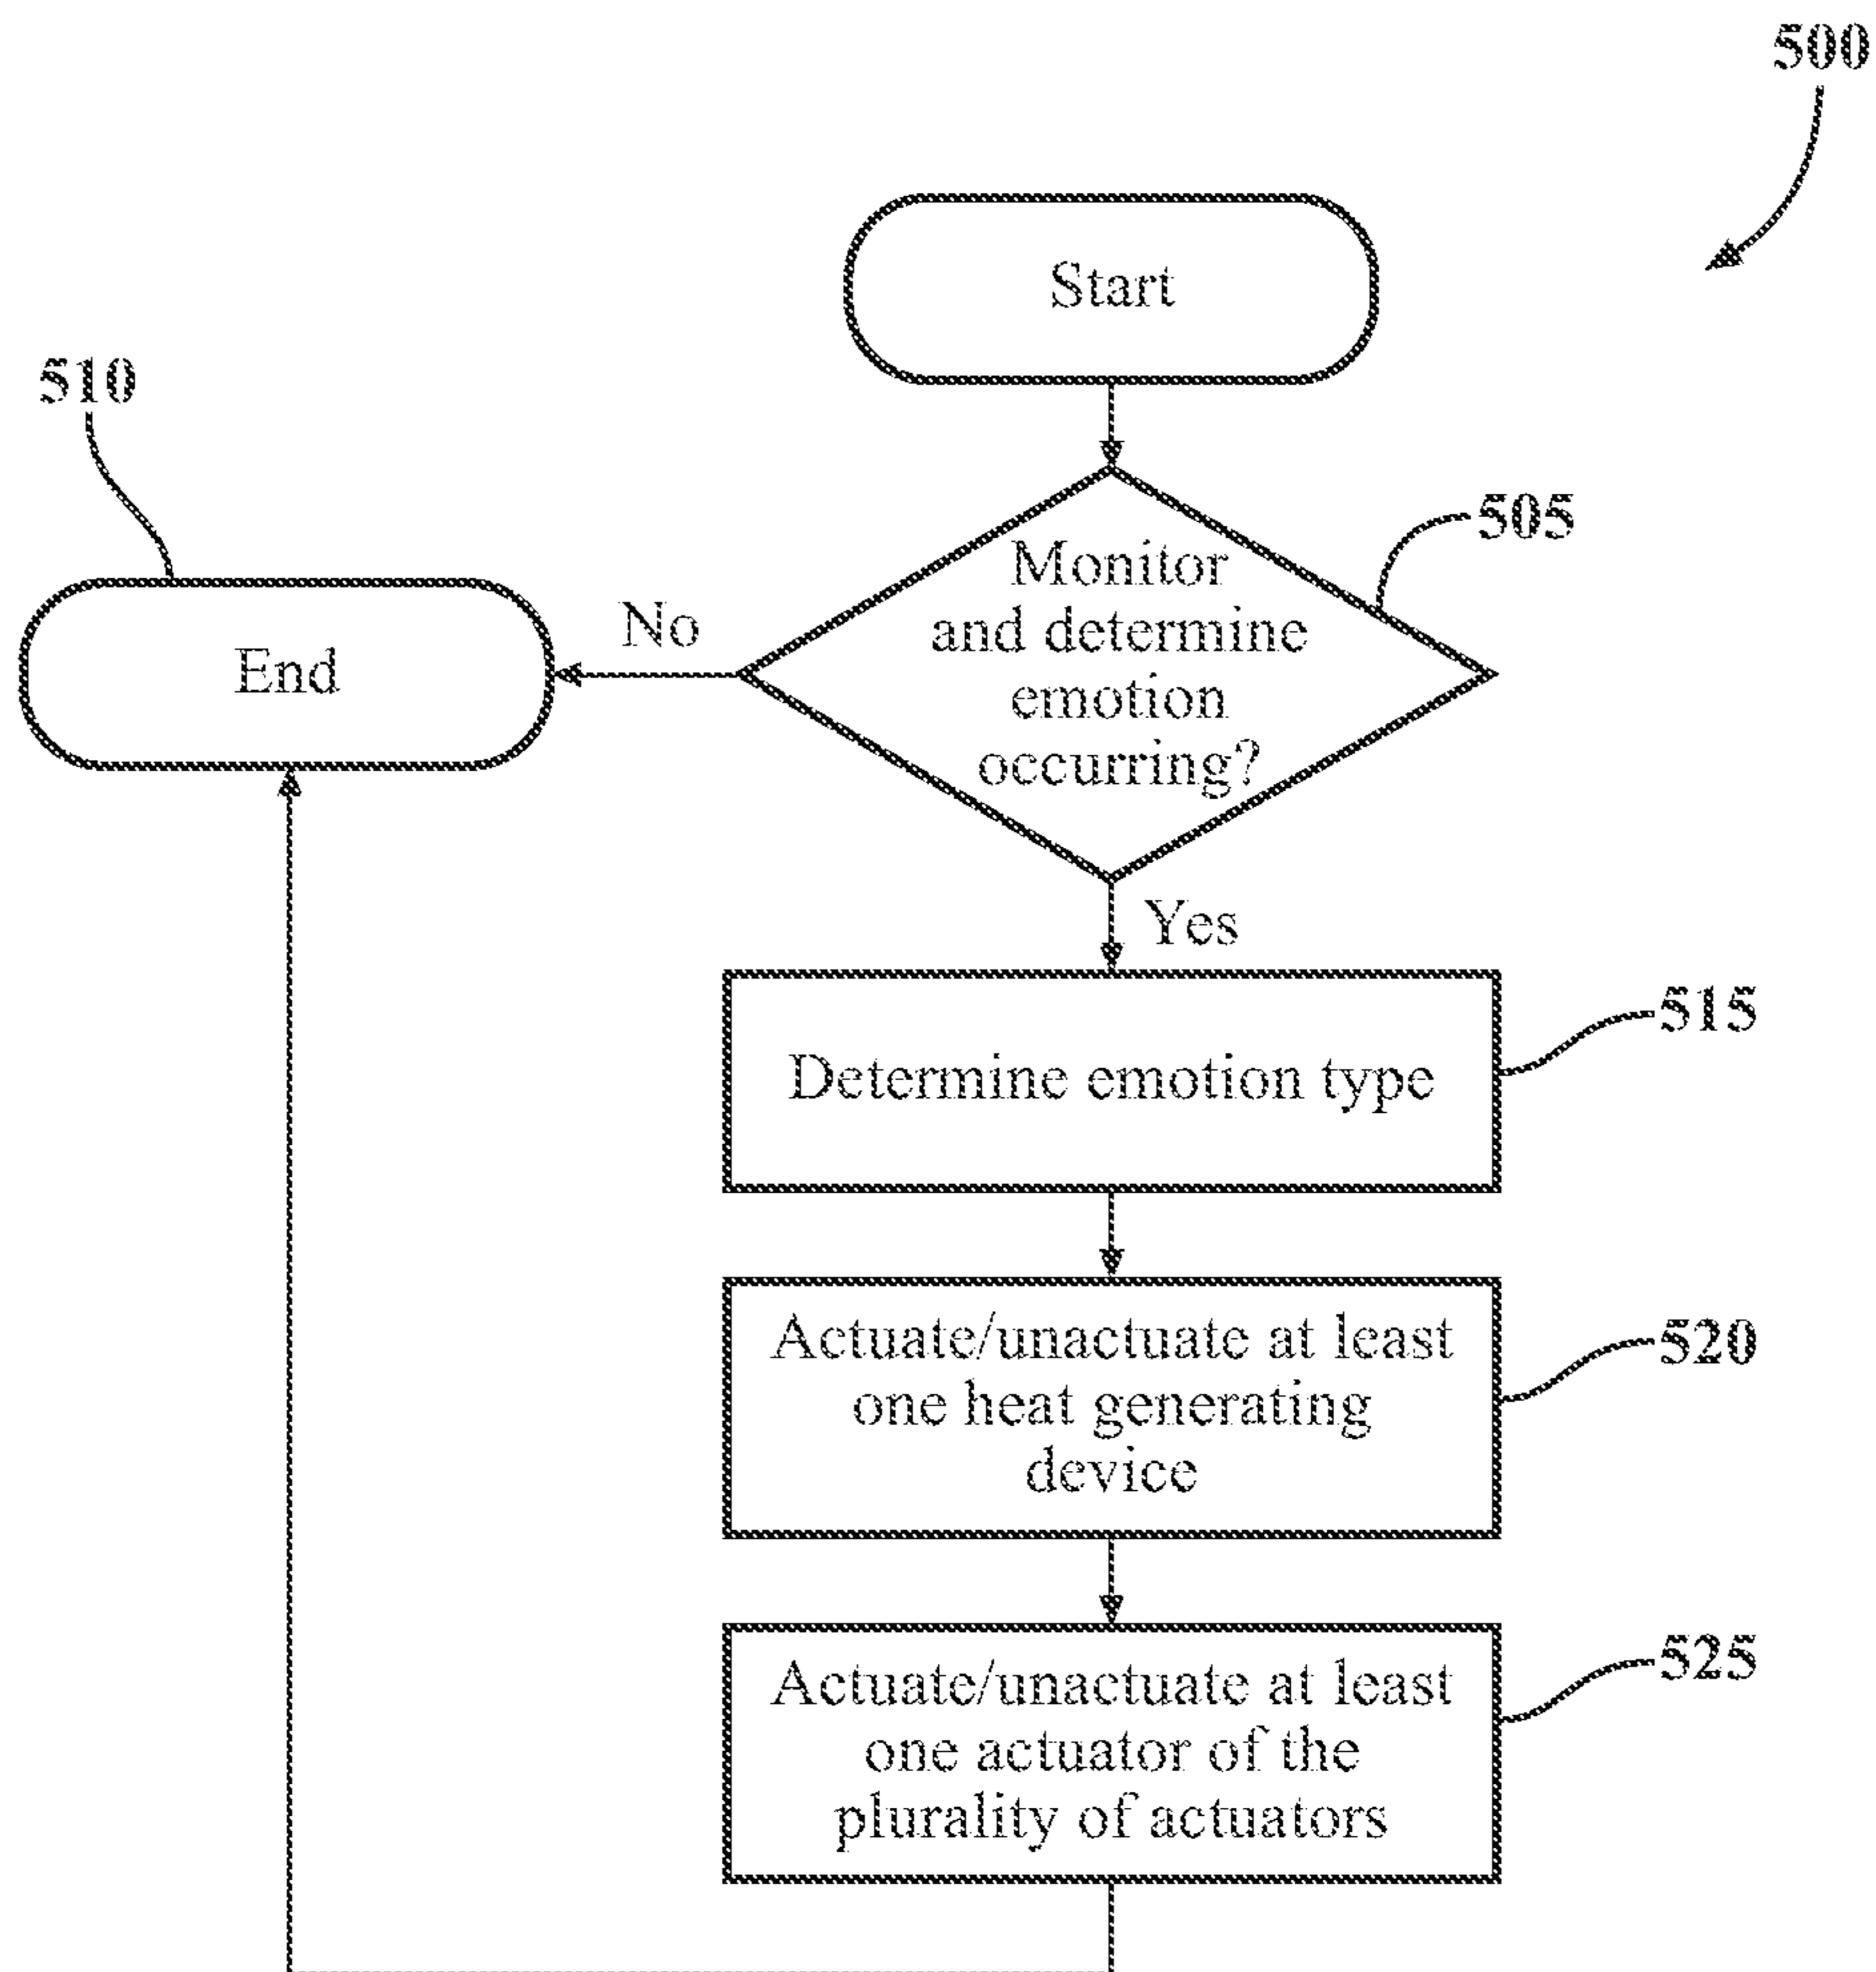 500
Start
510
505
Monitor
and determine
emotion
occurring?
No
End
Yes
515
Determine emotion type
Actuate/unactuate at least
one heat generating
device
520
Actuate/unactuate at least
one actuator of the
plurality of actuators
525